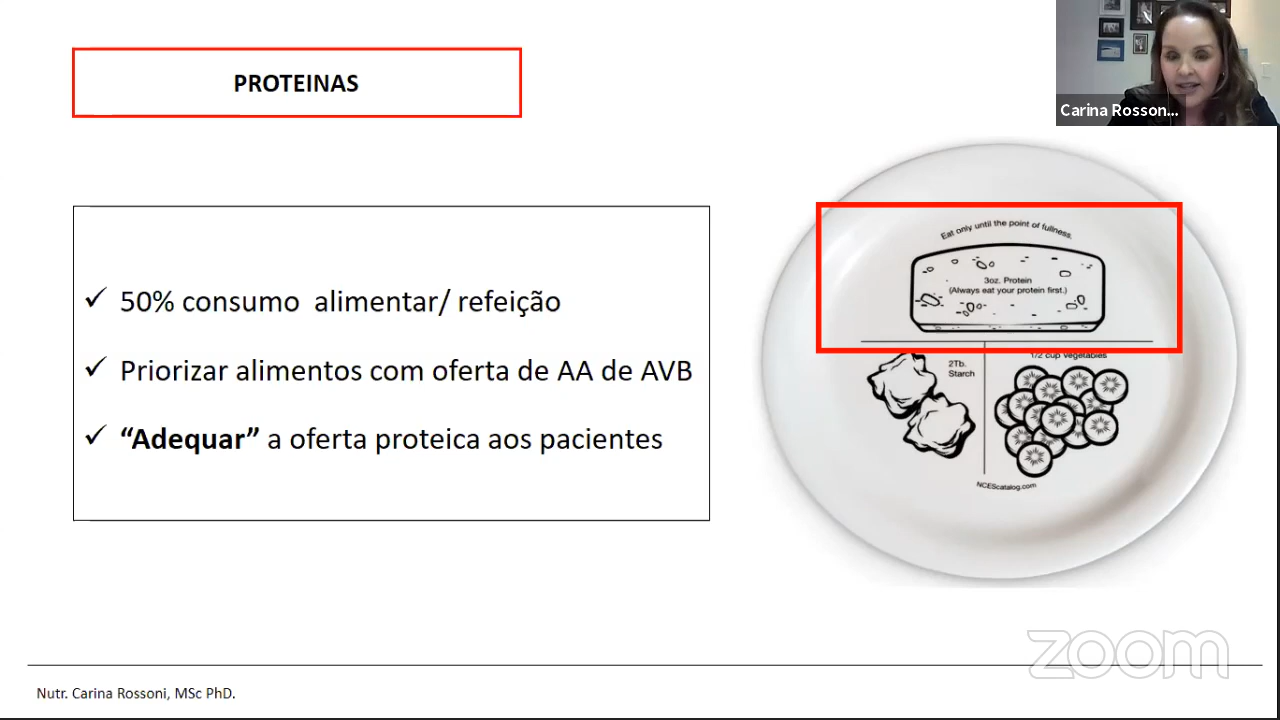 PROTEINAS
Carina Rosson...
✓ 50% consumo alimentar/ refeição
✓ Priorizar alimentos com oferta de AA de AVB
✓ “Adequar” a oferta proteica aos pacientes
Eat only until the point of fullness.
3oz. Protein
(Always eat your protein first.)
2Tb.
Starch
1/2 cup vegetables
NCEScatalog.com
zoom
Nutr. Carina Rossoni, MSc PhD.